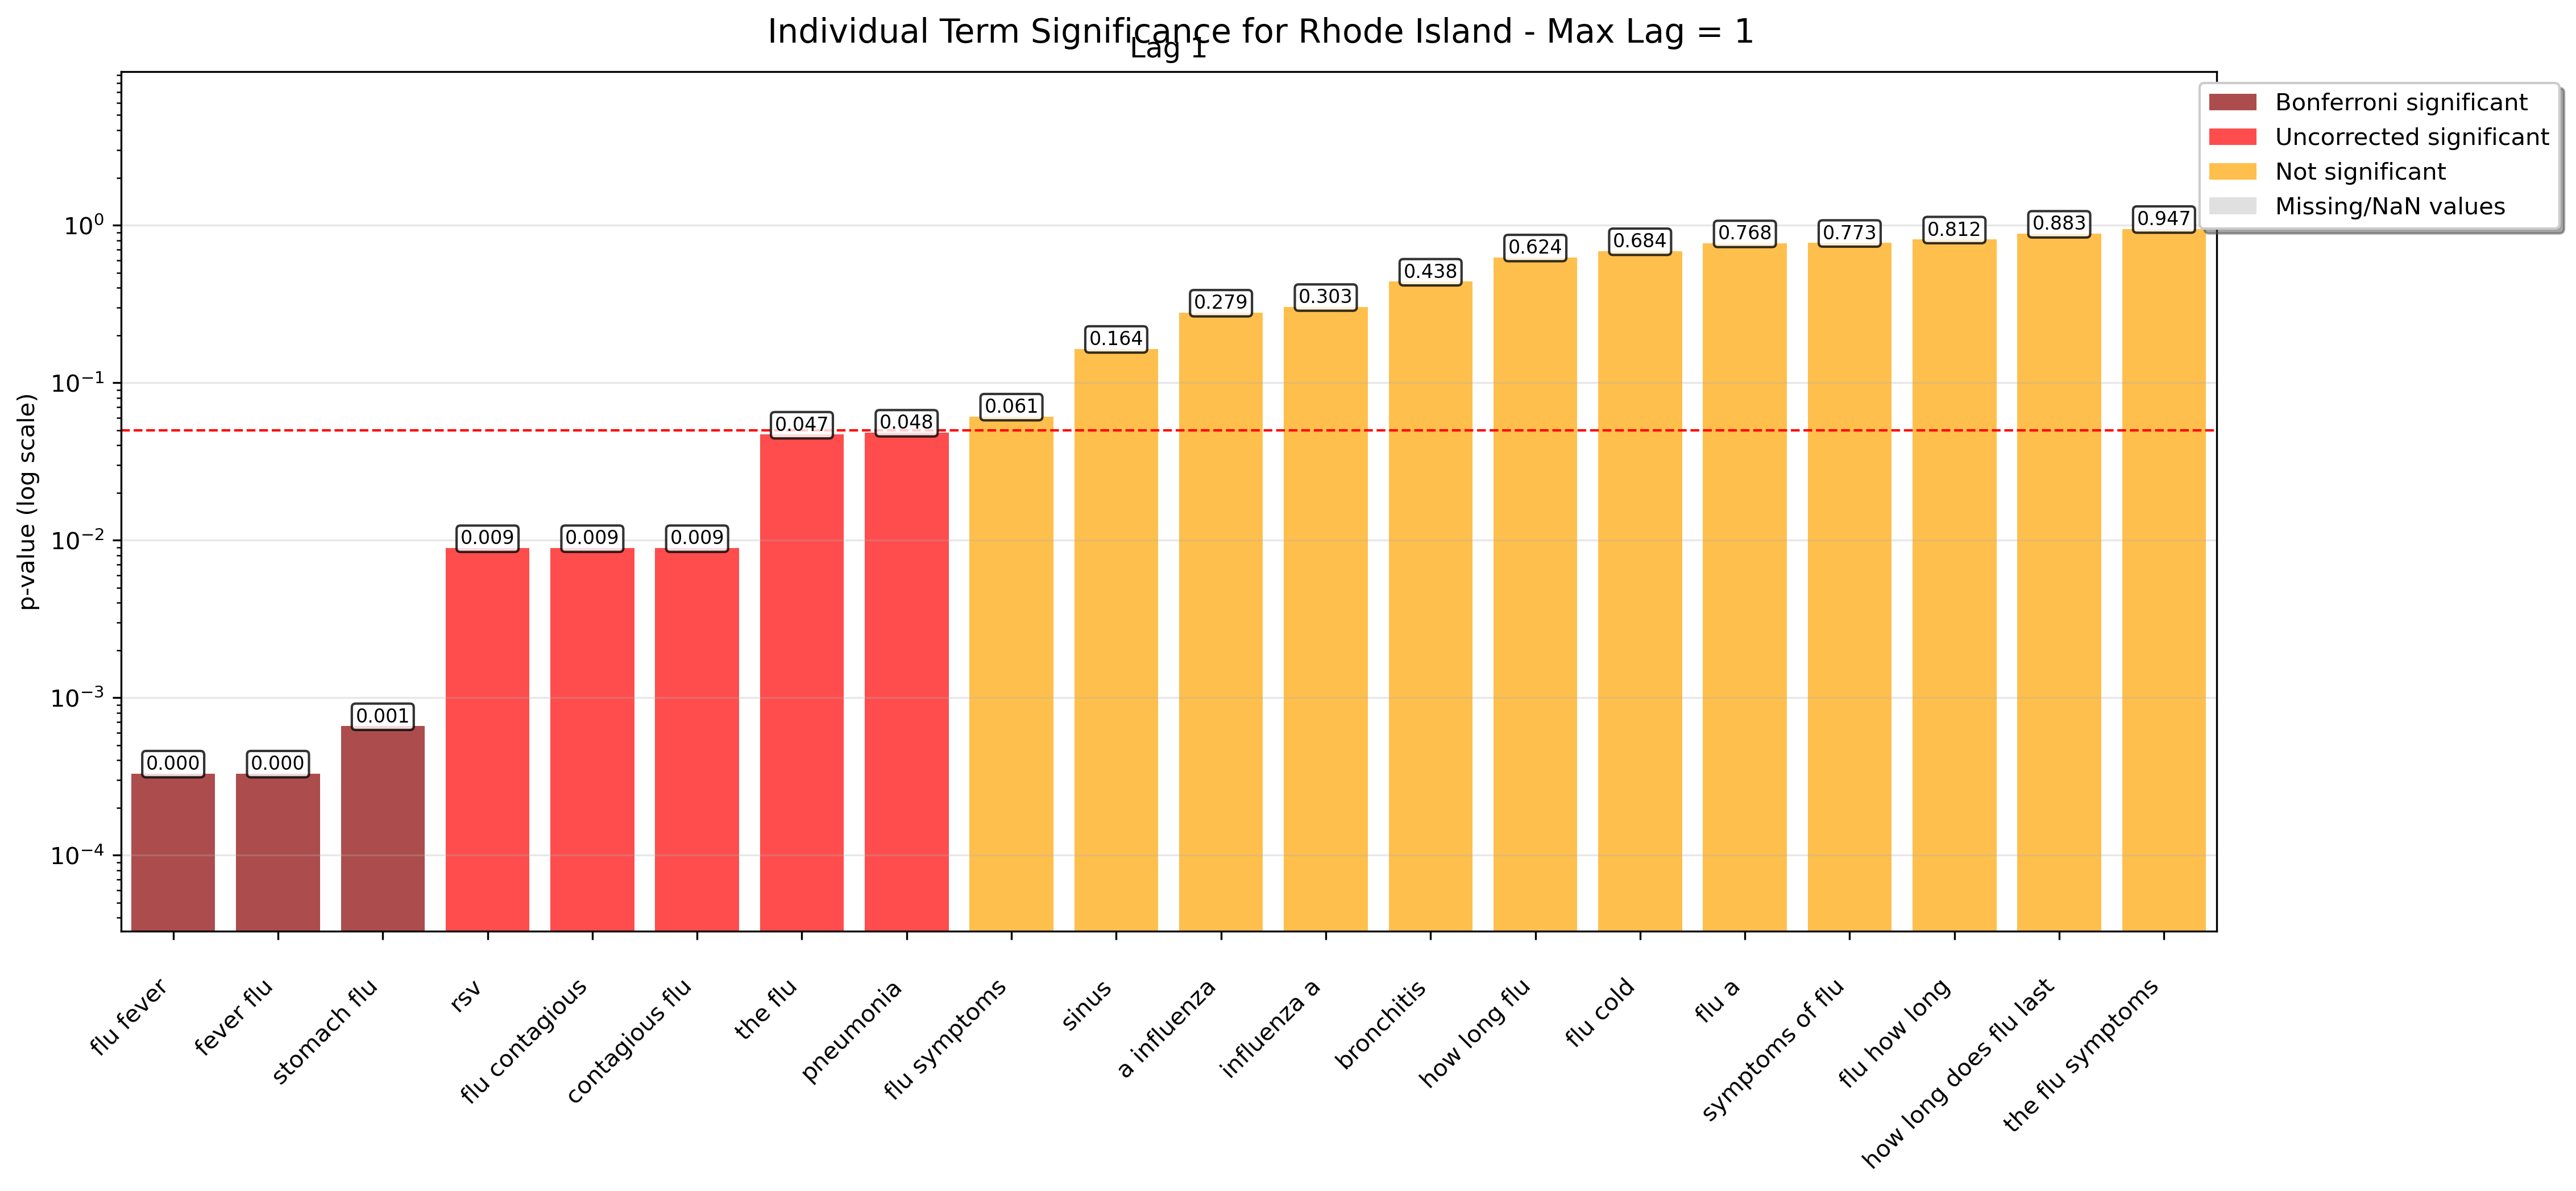 Individual Term Significance for Rhode Island - Max Lag = 1
Lag 1
Bonferroni significant
Uncorrected significant
Not significant
Missing/NaN values
p-value (log scale)
10⁰
10⁻¹
10⁻²
10⁻³
10⁻⁴
0.000
0.000
0.001
0.009
0.009
0.009
0.047
0.048
0.061
0.164
0.279
0.303
0.438
0.624
0.684
0.768
0.773
0.812
0.883
0.947
flu fever
fever flu
stomach flu
rsv
flu contagious
contagious flu
the flu
pneumonia
flu symptoms
sinus
a influenza
influenza a
bronchitis
how long flu
flu cold
flu a
symptoms of flu
flu how long
how long does flu last
the flu symptoms